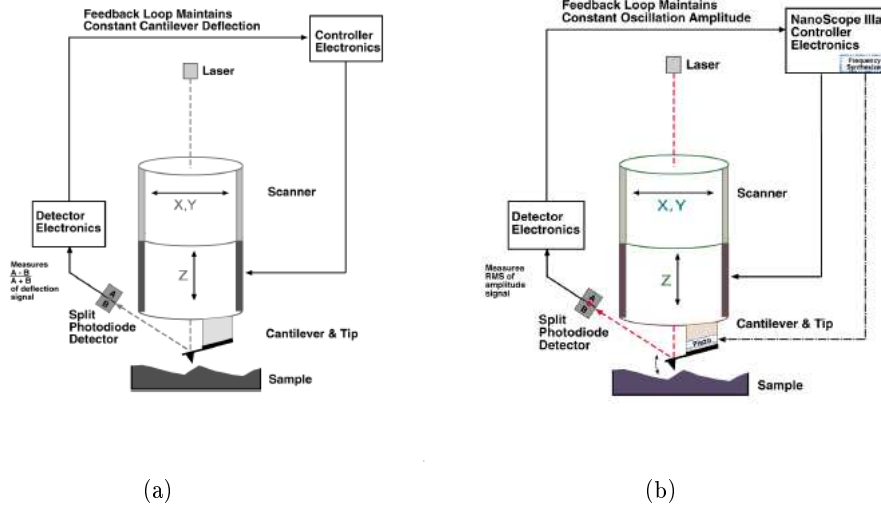 Feedback Loop Maintains
Constant Cantilever Deflection
Controller
Electronics
Laser
Scanner
X,Y
Detector
Electronics
Z
Measures
A - B
A + B
of deflection
signal
A
B
Split
Photodiode
Detector
Cantilever & Tip
Sample
(a)
Feedback Loop Maintains
Constant Oscillation Amplitude
NanoScope IIIa
Controller
Electronics
Frequency
Synthesizer
Laser
Scanner
X,Y
Detector
Electronics
Z
Measures
RMS of
amplitude
signal
A
B
Split
Photodiode
Detector
Cantilever & Tip
Piezo
Sample
(b)